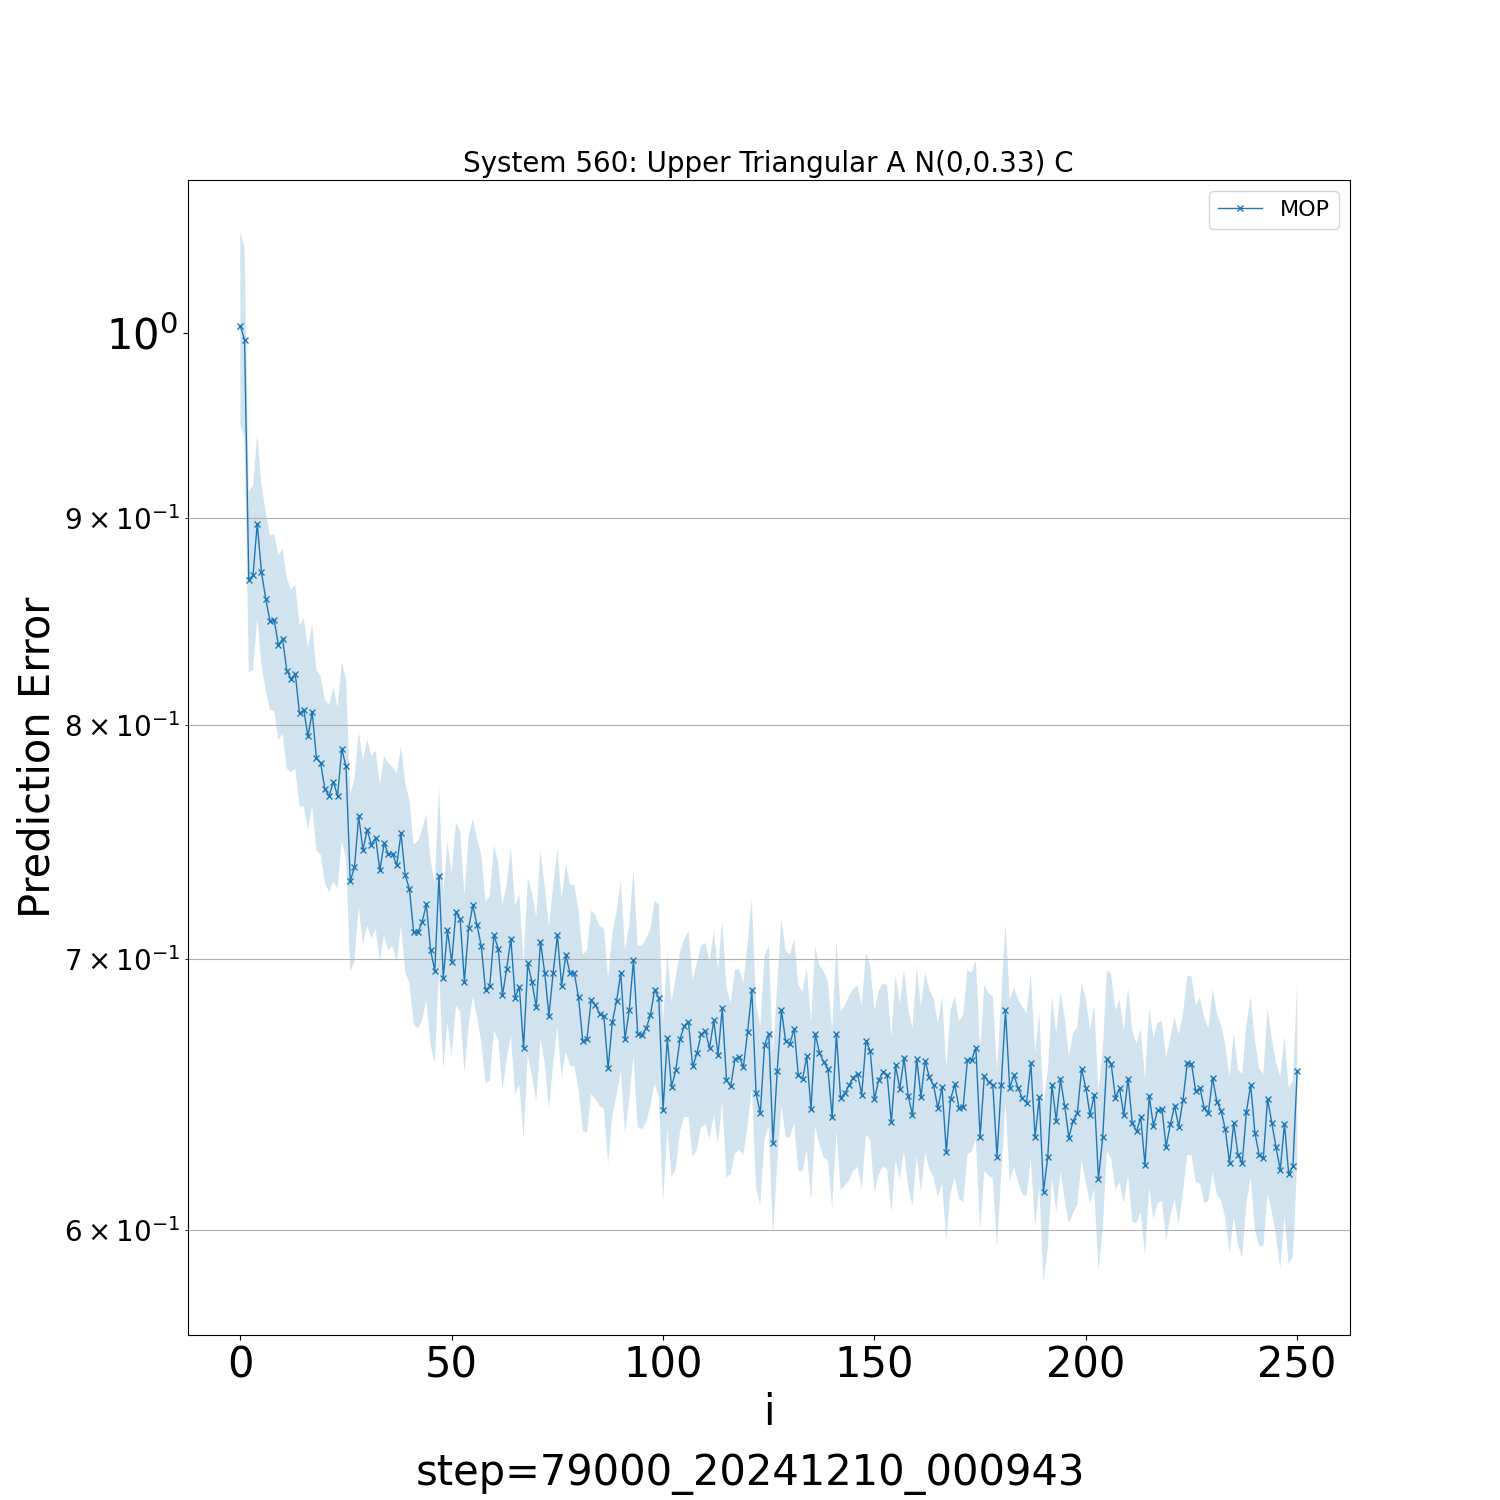 System 560: Upper Triangular A N(0,0.33) C
MOP
Prediction Error
10⁰
9 × 10⁻¹
8 × 10⁻¹
7 × 10⁻¹
6 × 10⁻¹
0 50 100 150 200 250
i
step=79000_20241210_000943